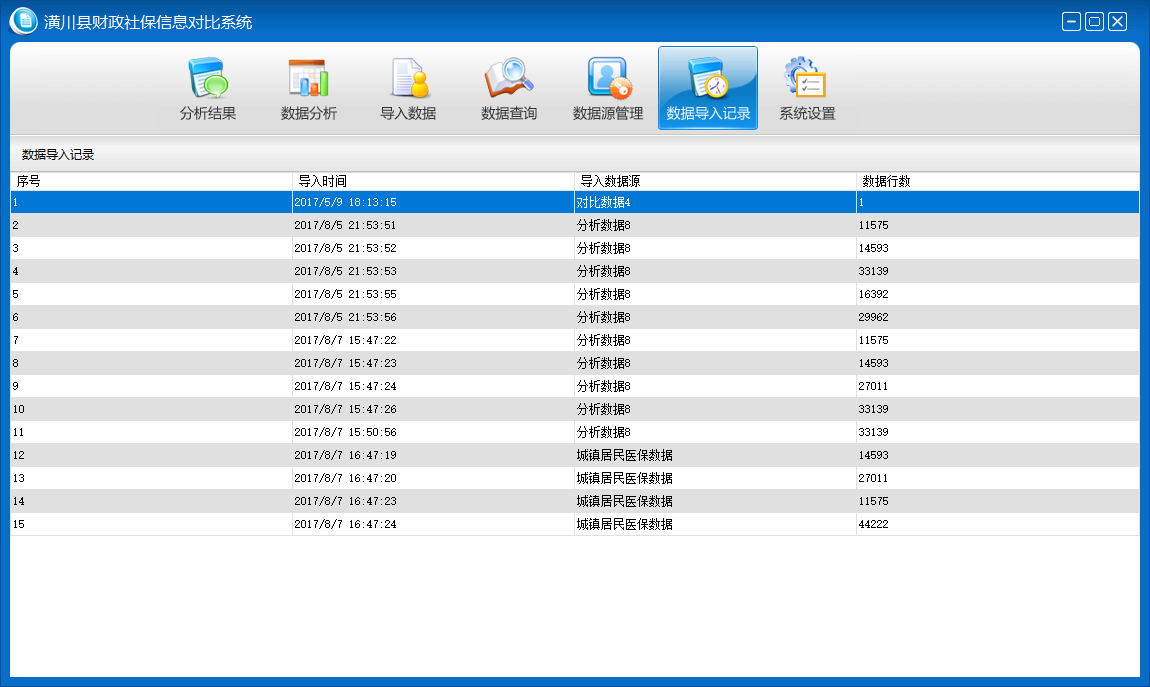 潢川县财政社保信息对比系统
分析结果 数据分析 导入数据 数据查询 数据源管理 数据导入记录 系统设置
数据导入记录
序号 导入时间 导入数据源 数据行数
1 2017/5/9 18:13:15 对比数据4 1
2 2017/8/5 21:53:51 分析数据8 11575
3 2017/8/5 21:53:52 分析数据8 14593
4 2017/8/5 21:53:53 分析数据8 33139
5 2017/8/5 21:53:55 分析数据8 16392
6 2017/8/5 21:53:56 分析数据8 29962
7 2017/8/7 15:47:22 分析数据8 11575
8 2017/8/7 15:47:23 分析数据8 14593
9 2017/8/7 15:47:24 分析数据8 27011
10 2017/8/7 15:47:26 分析数据8 33139
11 2017/8/7 15:50:56 分析数据8 33139
12 2017/8/7 16:47:19 城镇居民医保数据 14593
13 2017/8/7 16:47:20 城镇居民医保数据 27011
14 2017/8/7 16:47:23 城镇居民医保数据 11575
15 2017/8/7 16:47:24 城镇居民医保数据 44222